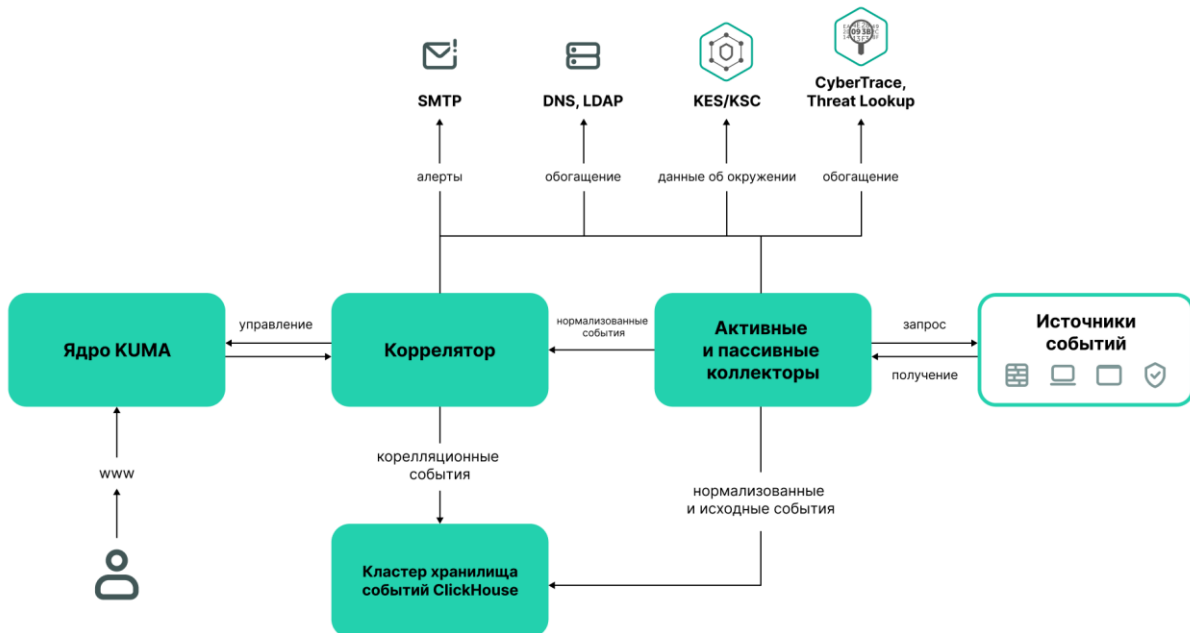 SMTP
DNS, LDAP
KES/KSC
CyberTrace,
Threat Lookup
алерты
обогащение
данные об окружении
обогащение
Ядро KUMA
управление
Коррелятор
нормализованные
события
Активные
и пассивные
коллекторы
запрос
получение
Источники
событий
www
корелляционные
события
нормализованные
и исходные события
Кластер хранилища
событий ClickHouse